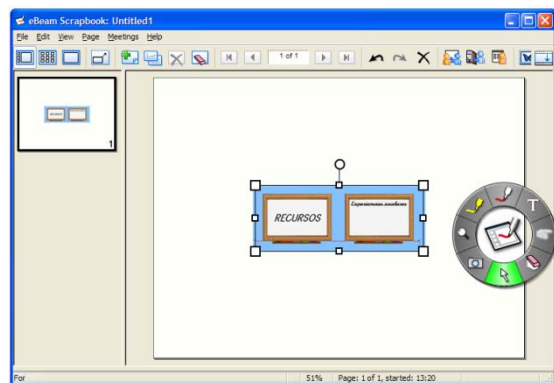 eBeam Scrapbook: Untitled1
File Edit View Page Meetings Help
1 of 1
1
RECURSOS
T
For
51% Page: 1 of 1, started: 13:20